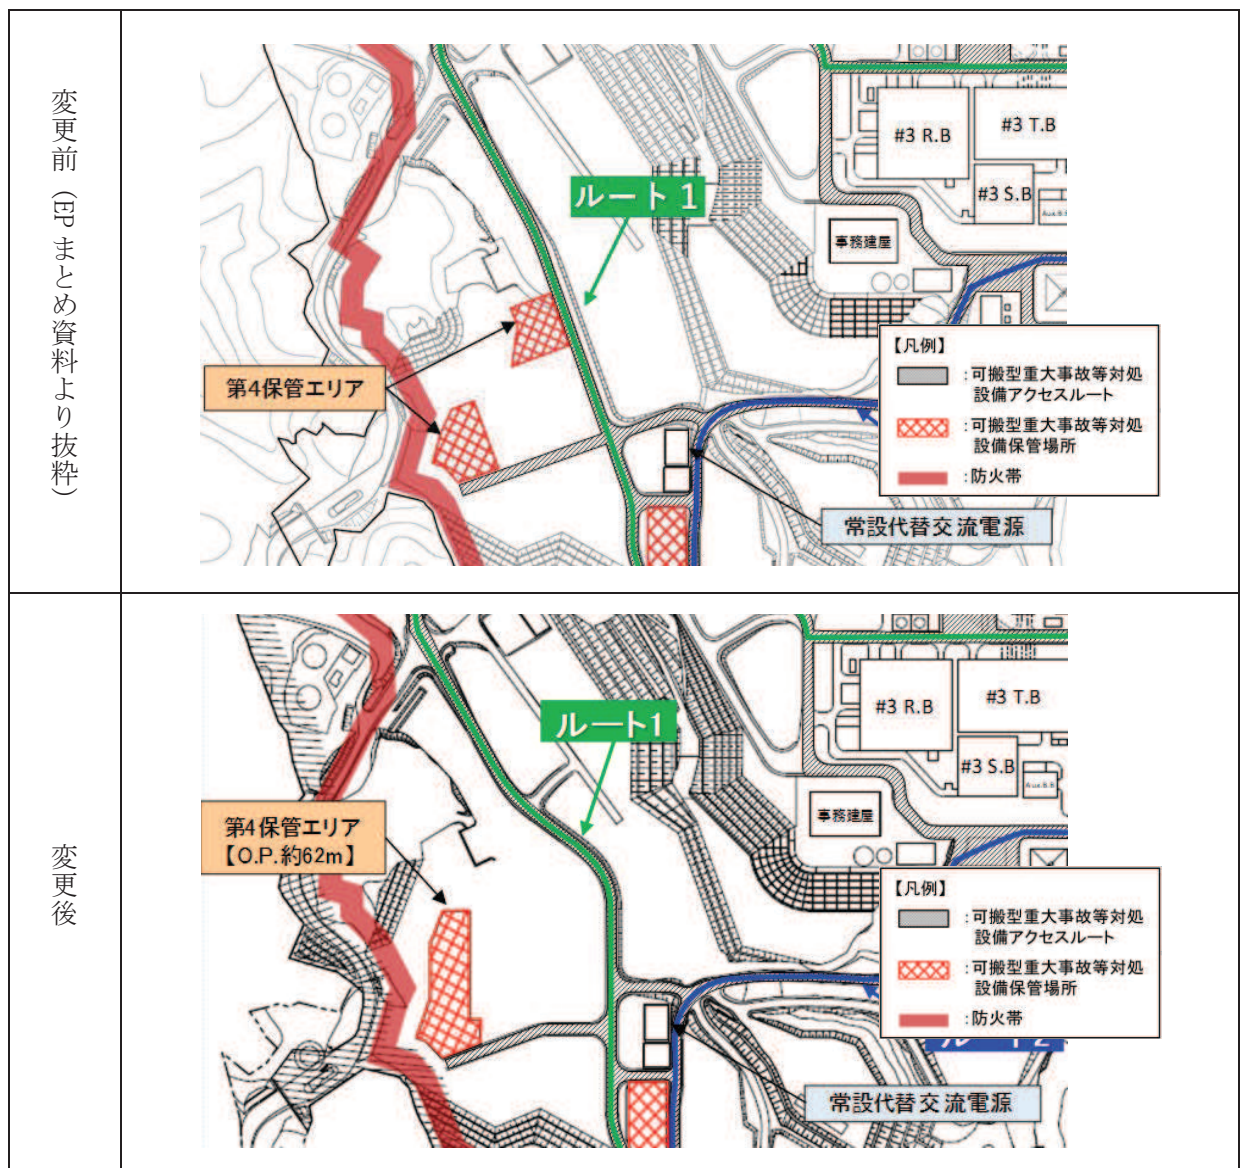 変更前（EPまとめ資料より抜粋）
ルート1
#3 R.B
#3 T.B
#3 S.B
Aux.B.B
事務建屋
第4保管エリア
【凡例】
：可搬型重大事故等対処
設備アクセスルート
：可搬型重大事故等対処
設備保管場所
：防火帯
常設代替交流電源
変更後
ルート1
#3 R.B
#3 T.B
#3 S.B
Aux.B.B
事務建屋
第4保管エリア
【O.P.約62m】
【凡例】
：可搬型重大事故等対処
設備アクセスルート
：可搬型重大事故等対処
設備保管場所
：防火帯
常設代替交流電源